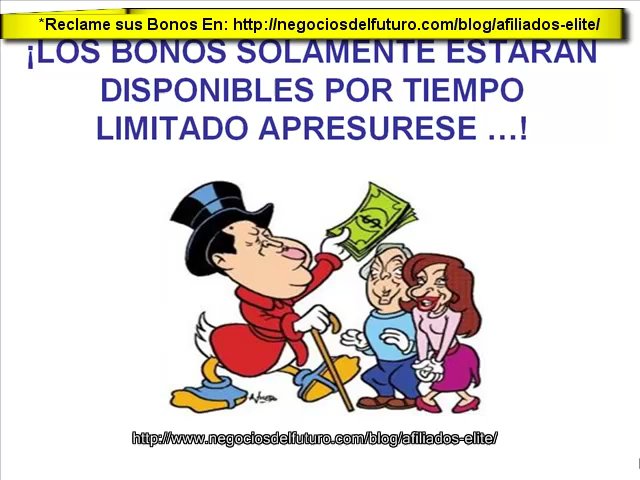 *Reclame sus Bonos En: http://negociosdelfuturo.com/blog/afiliados-elite/
¡LOS BONOS SOLAMENTE ESTARAN
DISPONIBLES POR TIEMPO
LIMITADO APRESURESE ...!
http://www.negociosdelfuturo.com/blog/afiliados-elite/